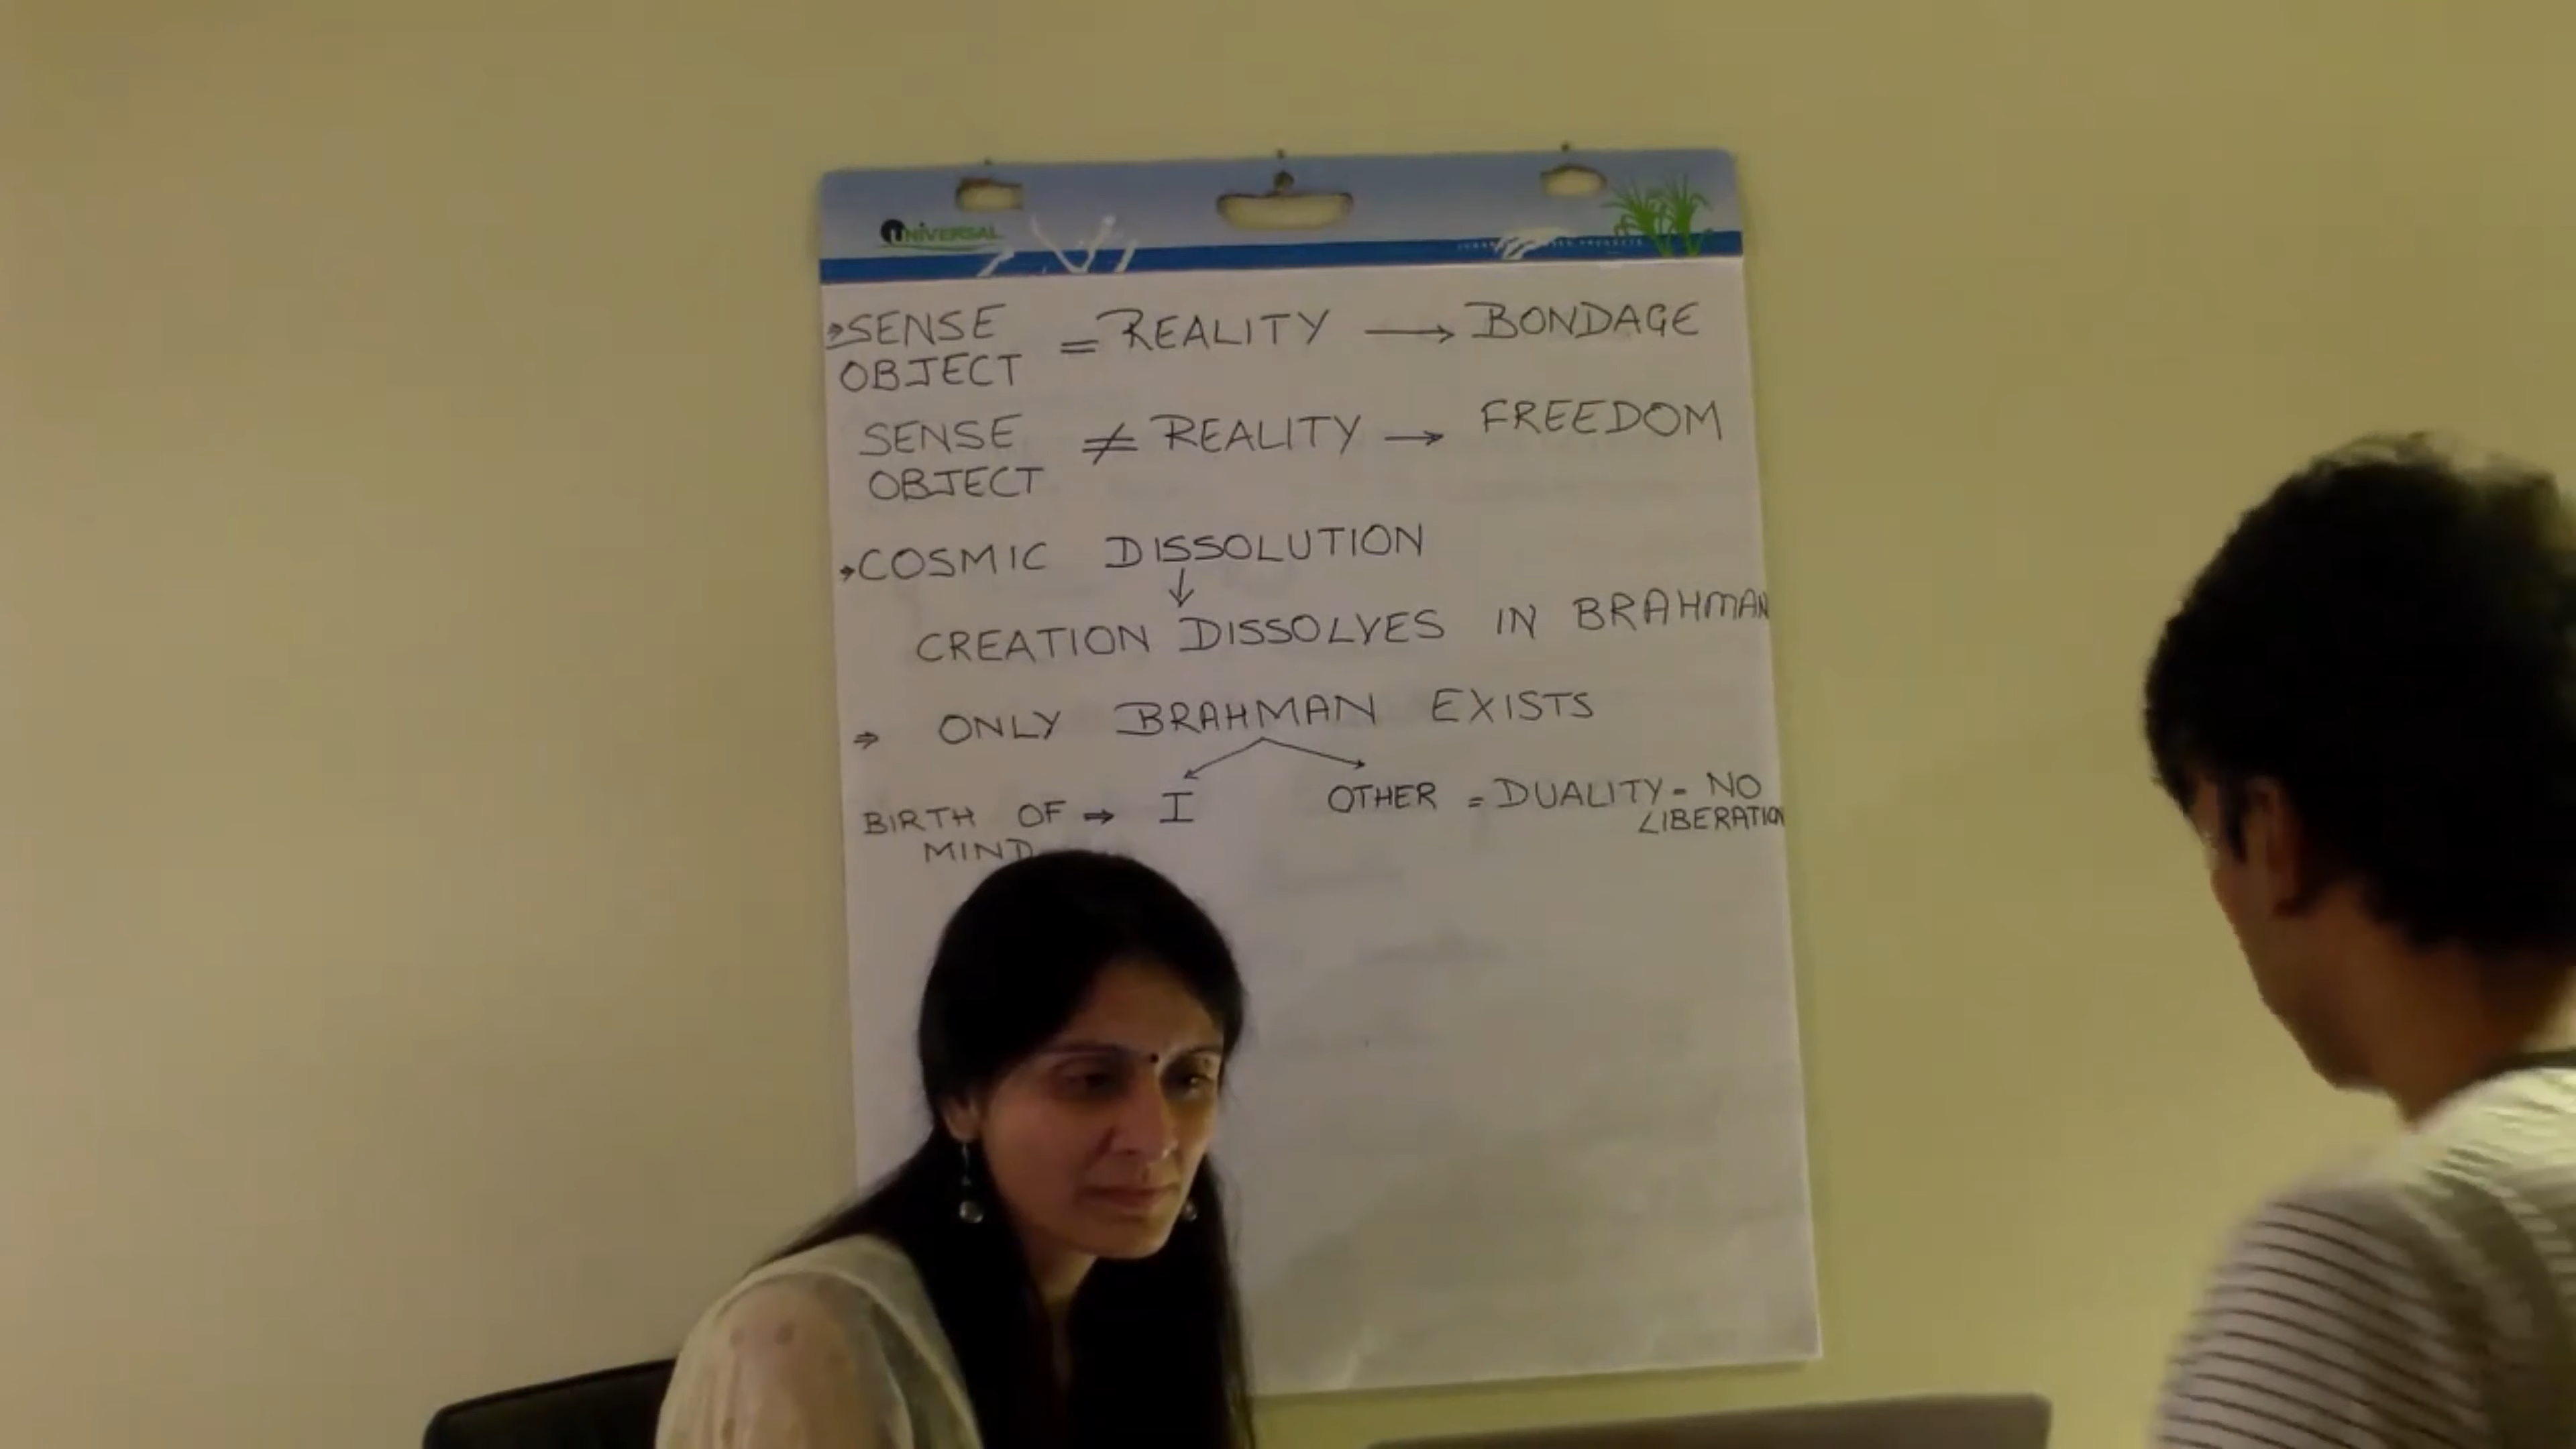 UNIVERSAL
SENSE OBJECT = REALITY → BONDAGE
SENSE OBJECT ≠ REALITY → FREEDOM
COSMIC DISSOLUTION
↓
CREATION DISSOLVES IN BRAHMAN
⇒ ONLY BRAHMAN EXISTS
BIRTH OF MIND ⇒ I OTHER = DUALITY = NO LIBERATION